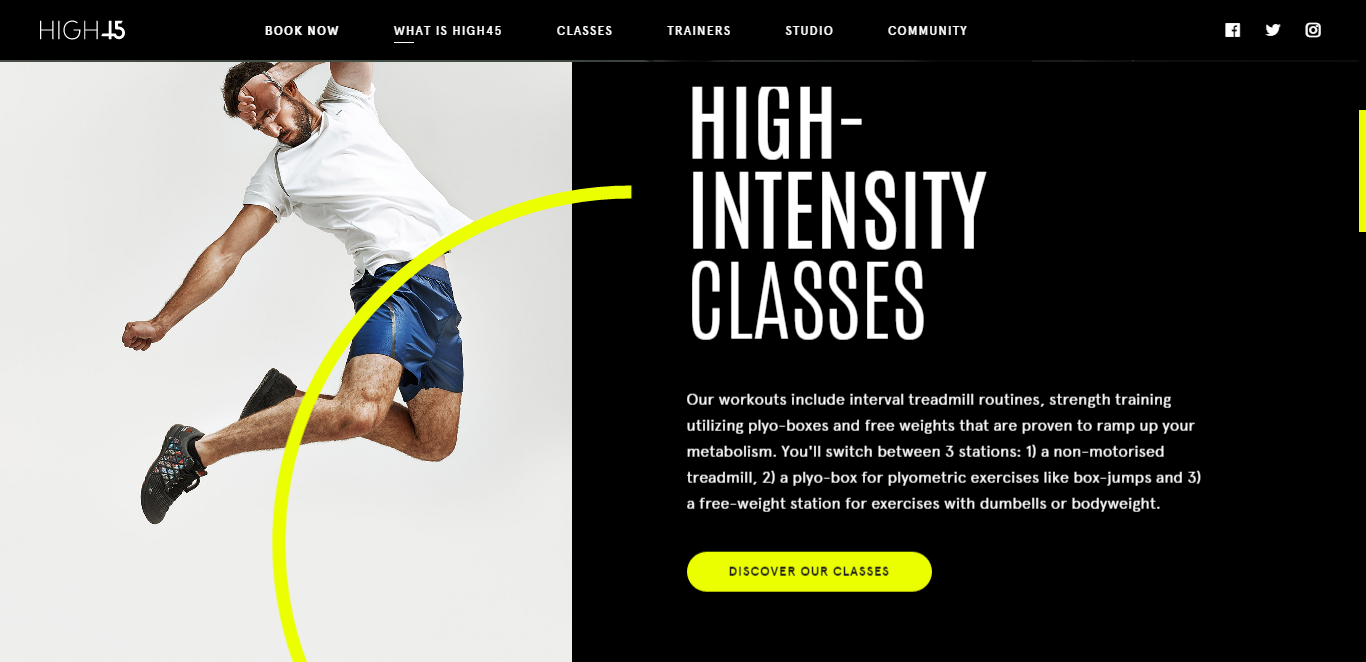 HIGH45
BOOK NOW
WHAT IS HIGH45
CLASSES
TRAINERS
STUDIO
COMMUNITY
HIGH-
INTENSITY
CLASSES
Our workouts include interval treadmill routines, strength training
utilizing plyo-boxes and free weights that are proven to ramp up your
metabolism. You'll switch between 3 stations: 1) a non-motorised
treadmill, 2) a plyo-box for plyometric exercises like box-jumps and 3)
a free-weight station for exercises with dumbells or bodyweight.
DISCOVER OUR CLASSES